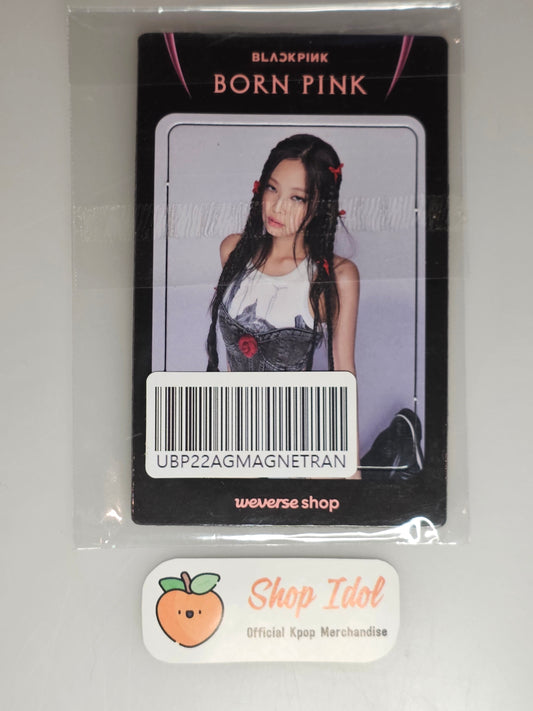 BLACKPINK
BORN PINK
UBP22AGMAGNETRAN
weverse shop
Shop Idol
Official Kpop Merchandise